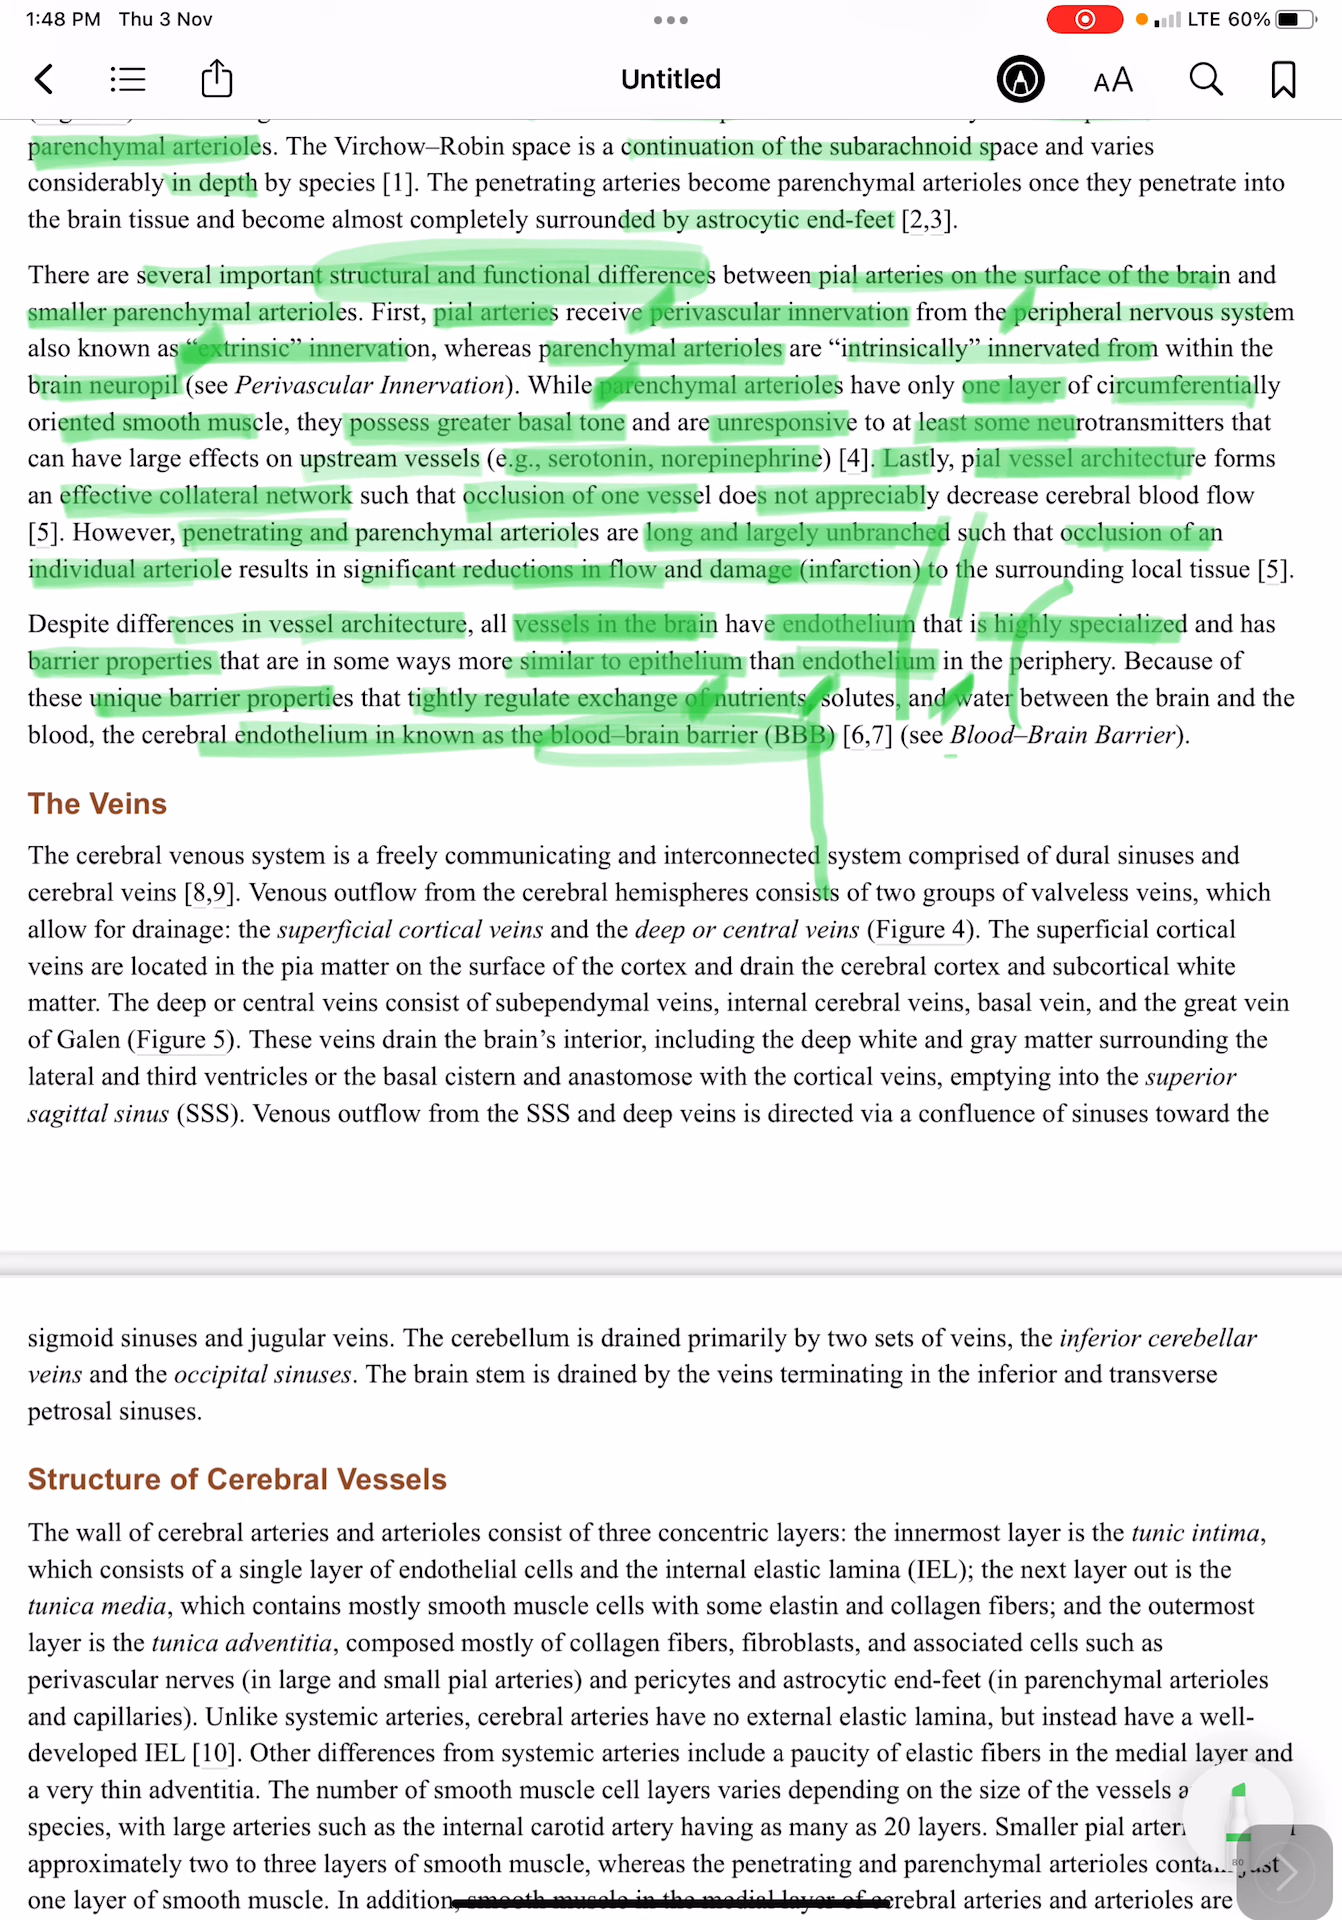 1:48 PM Thu 3 Nov
LTE 60%
Untitled
AA
parenchymal arterioles. The Virchow–Robin space is a continuation of the subarachnoid space and varies
considerably in depth by species [1]. The penetrating arteries become parenchymal arterioles once they penetrate into
the brain tissue and become almost completely surrounded by astrocytic end-feet [2,3].
There are several important structural and functional differences between pial arteries on the surface of the brain and
smaller parenchymal arterioles. First, pial arteries receive perivascular innervation from the peripheral nervous system
also known as “extrinsic” innervation, whereas parenchymal arterioles are “intrinsically” innervated from within the
brain neuropil (see Perivascular Innervation). While parenchymal arterioles have only one layer of circumferentially
oriented smooth muscle, they possess greater basal tone and are unresponsive to at least some neurotransmitters that
can have large effects on upstream vessels (e.g., serotonin, norepinephrine) [4]. Lastly, pial vessel architecture forms
an effective collateral network such that occlusion of one vessel does not appreciably decrease cerebral blood flow
[5]. However, penetrating and parenchymal arterioles are long and largely unbranched such that occlusion of an
individual arteriole results in significant reductions in flow and damage (infarction) to the surrounding local tissue [5].
Despite differences in vessel architecture, all vessels in the brain have endothelium that is highly specialized and has
barrier properties that are in some ways more similar to epithelium than endothelium in the periphery. Because of
these unique barrier properties that tightly regulate exchange of nutrients, solutes, and water between the brain and the
blood, the cerebral endothelium in known as the blood–brain barrier (BBB) [6,7] (see Blood–Brain Barrier).
The Veins
The cerebral venous system is a freely communicating and interconnected system comprised of dural sinuses and
cerebral veins [8,9]. Venous outflow from the cerebral hemispheres consists of two groups of valveless veins, which
allow for drainage: the superficial cortical veins and the deep or central veins (Figure 4). The superficial cortical
veins are located in the pia matter on the surface of the cortex and drain the cerebral cortex and subcortical white
matter. The deep or central veins consist of subependymal veins, internal cerebral veins, basal vein, and the great vein
of Galen (Figure 5). These veins drain the brain’s interior, including the deep white and gray matter surrounding the
lateral and third ventricles or the basal cistern and anastomose with the cortical veins, emptying into the superior
sagittal sinus (SSS). Venous outflow from the SSS and deep veins is directed via a confluence of sinuses toward the
sigmoid sinuses and jugular veins. The cerebellum is drained primarily by two sets of veins, the inferior cerebellar
veins and the occipital sinuses. The brain stem is drained by the veins terminating in the inferior and transverse
petrosal sinuses.
Structure of Cerebral Vessels
The wall of cerebral arteries and arterioles consist of three concentric layers: the innermost layer is the tunic intima,
which consists of a single layer of endothelial cells and the internal elastic lamina (IEL); the next layer out is the
tunica media, which contains mostly smooth muscle cells with some elastin and collagen fibers; and the outermost
layer is the tunica adventitia, composed mostly of collagen fibers, fibroblasts, and associated cells such as
perivascular nerves (in large and small pial arteries) and pericytes and astrocytic end-feet (in parenchymal arterioles
and capillaries). Unlike systemic arteries, cerebral arteries have no external elastic lamina, but instead have a well-
developed IEL [10]. Other differences from systemic arteries include a paucity of elastic fibers in the medial layer and
a very thin adventitia. The number of smooth muscle cell layers varies depending on the size of the vessels
species, with large arteries such as the internal carotid artery having as many as 20 layers. Smaller pial
approximately two to three layers of smooth muscle, whereas the penetrating and parenchymal arterioles
80
one layer of smooth muscle. In addition, smooth muscle in the medial layer of cerebral arteries and arterioles are